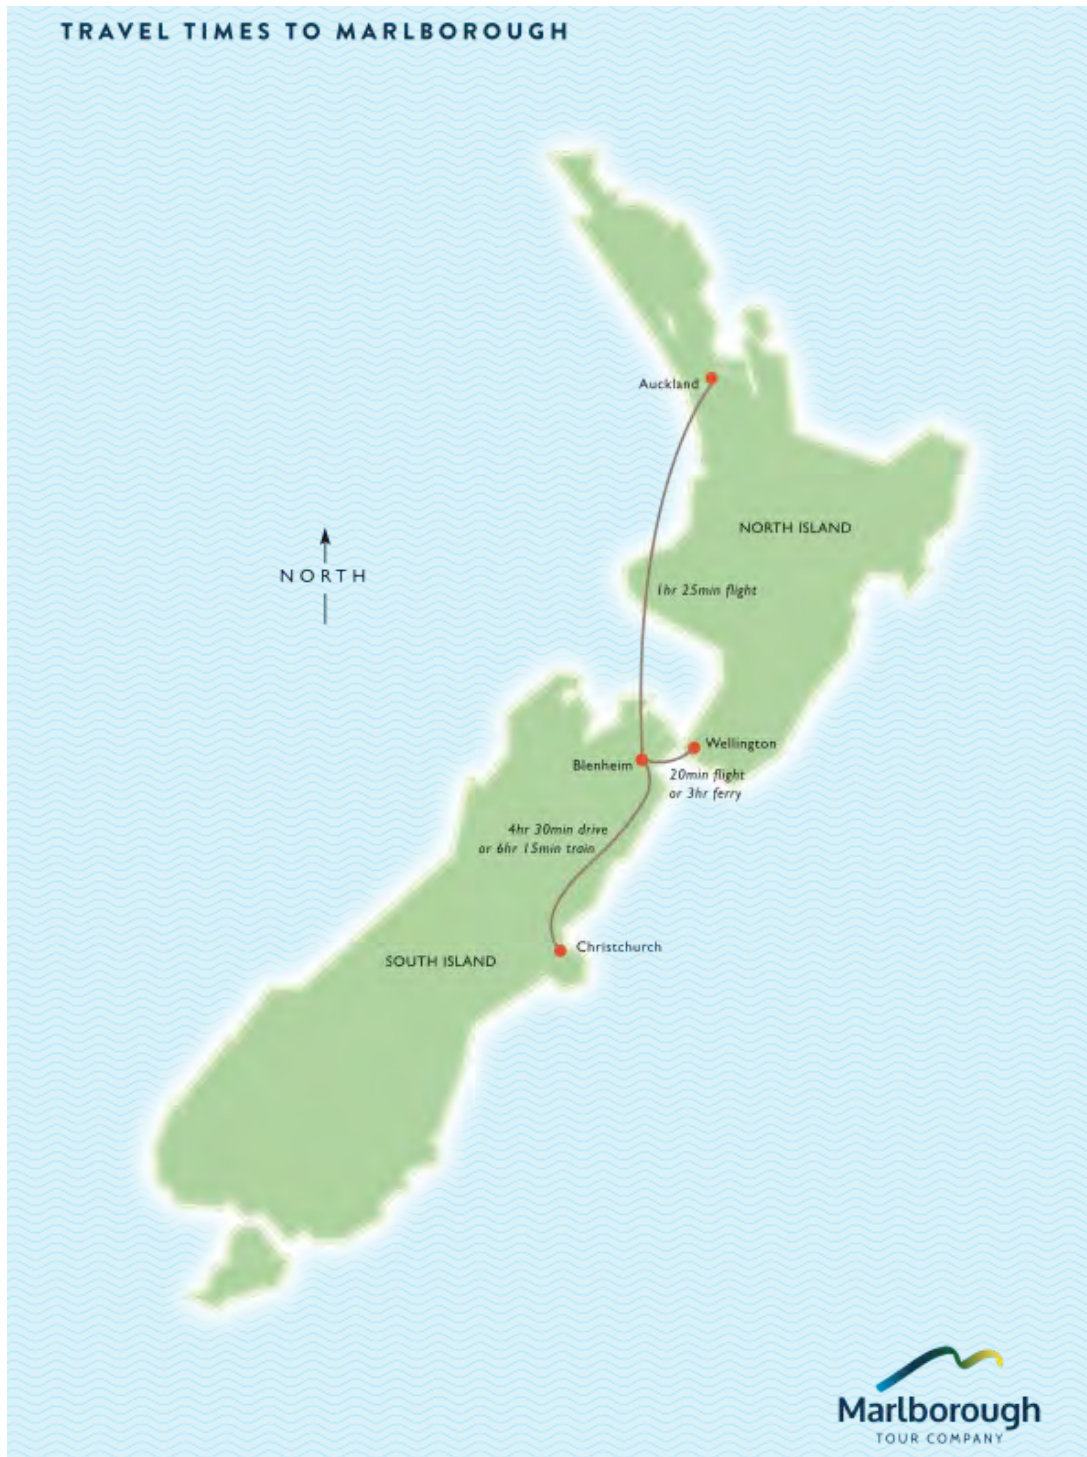 TRAVEL TIMES TO MARLBOROUGH
Auckland
NORTH ISLAND
NORTH
1hr 25min flight
Wellington
Blenheim
20min flight
or 3hr ferry
4hr 30min drive
or 6hr 15min train
Christchurch
SOUTH ISLAND
Marlborough
TOUR COMPANY